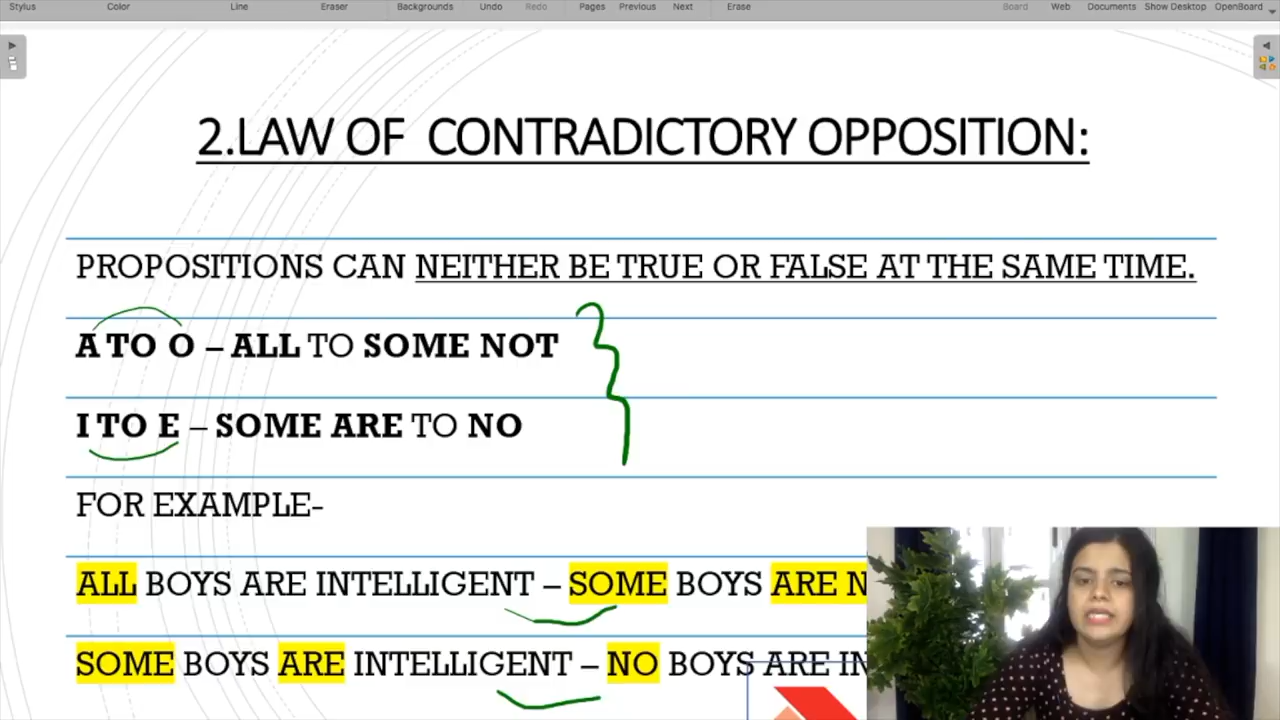 Stylus Color Line Eraser Backgrounds Undo Redo Pages Previous Next Erase Board Web Documents Show Desktop OpenBoard
2.LAW OF CONTRADICTORY OPPOSITION:
PROPOSITIONS CAN NEITHER BE TRUE OR FALSE AT THE SAME TIME.
A TO O – ALL TO SOME NOT
I TO E – SOME ARE TO NO
FOR EXAMPLE-
ALL BOYS ARE INTELLIGENT – SOME BOYS ARE N
SOME BOYS ARE INTELLIGENT – NO BOYS ARE IN